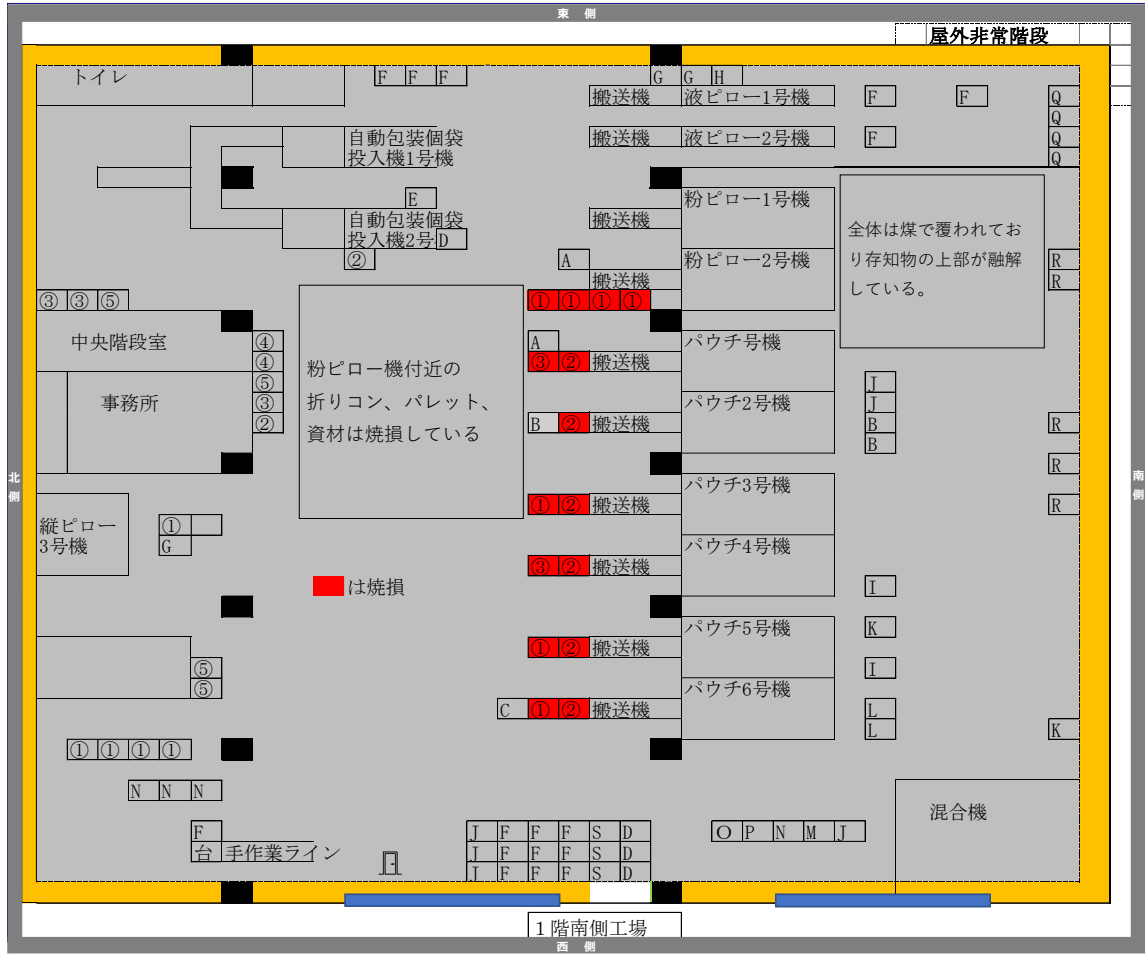 東 側
屋外非常階段
トイレ
F F F
G G H
搬送機 液ピロー1号機
F
F
Q
Q
自動包装個袋
投入機1号機
搬送機 液ピロー2号機
F
Q
Q
E
粉ピロー1号機
自動包装個袋
投入機2号 D
搬送機
全体は煤で覆われてお
り存知物の上部が融解
している。
②
A
粉ピロー2号機
R
搬送機
R
③ ③ ⑤
① ① ① ①
中央階段室
④
④
⑤
③
②
事務所
粉ピロー機付近の
折りコン、パレット、
資材は焼損している
A
パウチ号機
③ ② 搬送機
J
J
B
B
パウチ2号機
B ② 搬送機
R
R
北
側
南
側
パウチ3号機
① ② 搬送機
R
縦ピロー
3号機
①
G
パウチ4号機
③ ② 搬送機
は焼損
I
パウチ5号機
K
① ② 搬送機
I
⑤
⑤
パウチ6号機
C ① ② 搬送機
L
L
K
① ① ① ①
N N N
混合機
F
台 手作業ライン
J F F F S D
J F F F S D
J F F F S D
O P N M J
1階南側工場
西 側